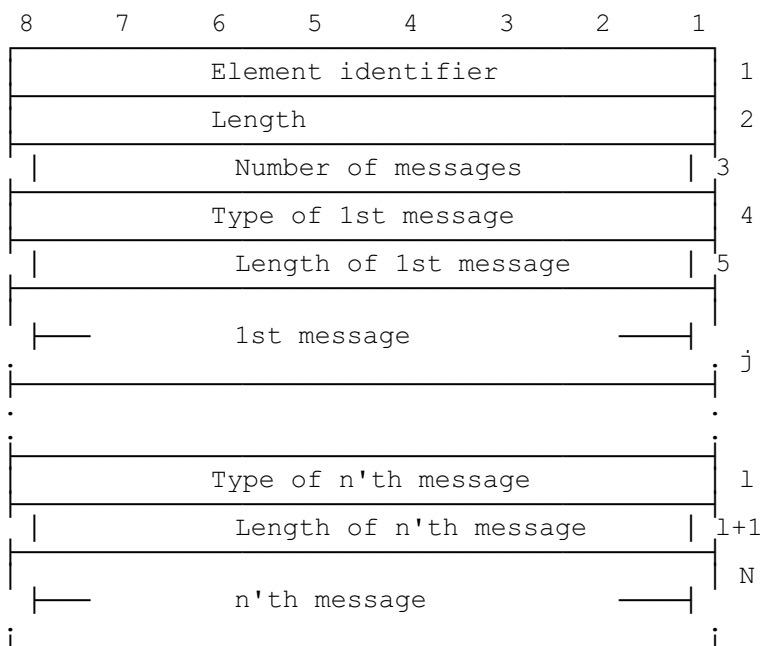 8 7 6 5 4 3 2 1
Element identifier 1
Length 2
Number of messages 3
Type of 1st message 4
Length of 1st message 5
1st message
j
Type of n'th message l
Length of n'th message l+1
N
n'th message